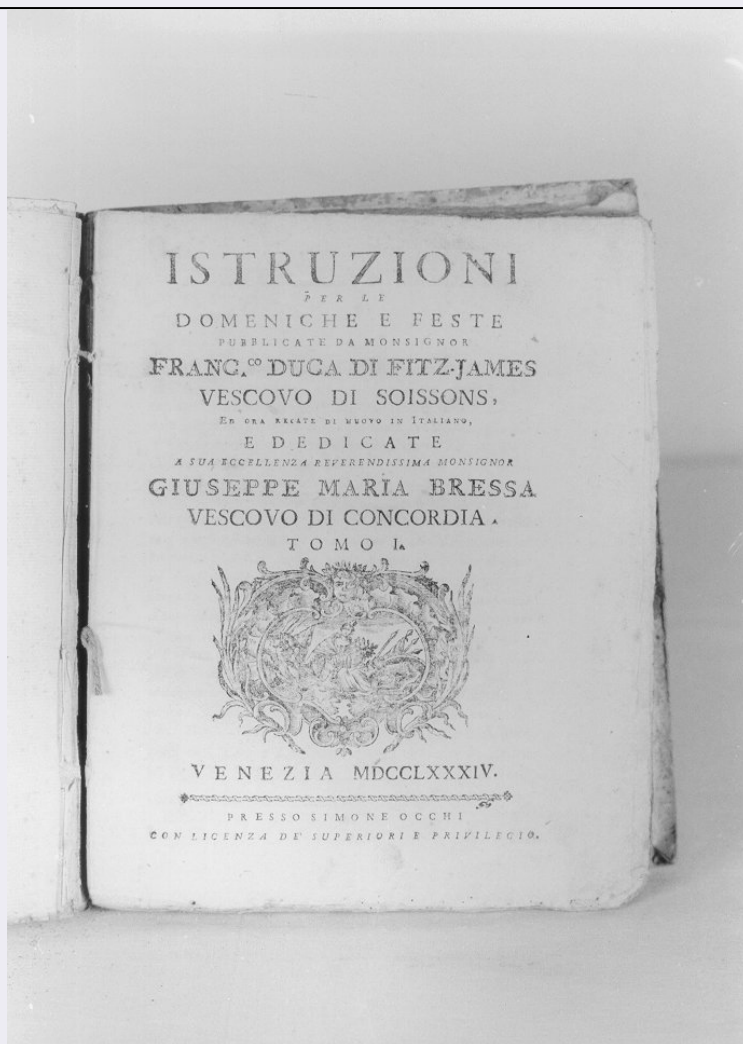 ISTRUZIONI
PER LE
DOMENICHE E FESTE
PUBBLICATE DA MONSIGNOR
FRANC.CO DUCA DI FITZ-JAMES
VESCOVO DI SOISSONS,
ED ORA RECATE DI NUOVO IN ITALIANO,
E DEDICATE
A SUA ECCELLENZA REVERENDISSIMA MONSIGNOR
GIUSEPPE MARIA BRESSA
VESCOVO DI CONCORDIA.
TOMO I.
VENEZIA MDCCLXXXIV.
PRESSO SIMONE OCCHI
CON LICENZA DE' SUPERIORI E PRIVILEGIO.